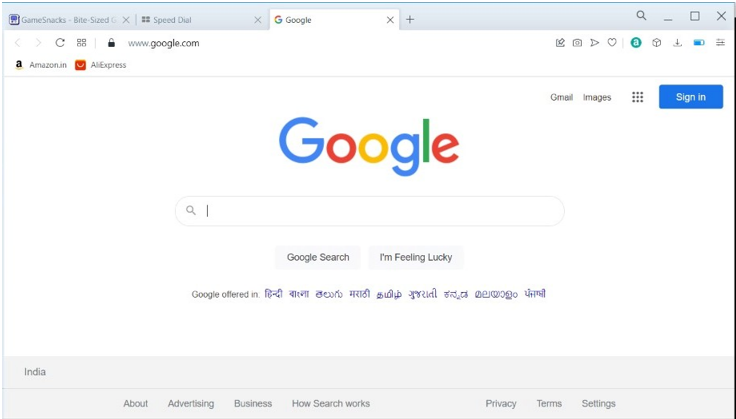 GameSnacks - Bite-Sized G
Speed Dial
Google
www.google.com
a Amazon.in AliExpress
Gmail Images Sign in
Google
Google Search I'm Feeling Lucky
Google offered in: हिन्दी বাংলা తెలుగు मराठी தமிழ் ગુજરાતી ಕನ್ನಡ മലയാളം ਪੰਜਾਬੀ
India
About Advertising Business How Search works Privacy Terms Settings